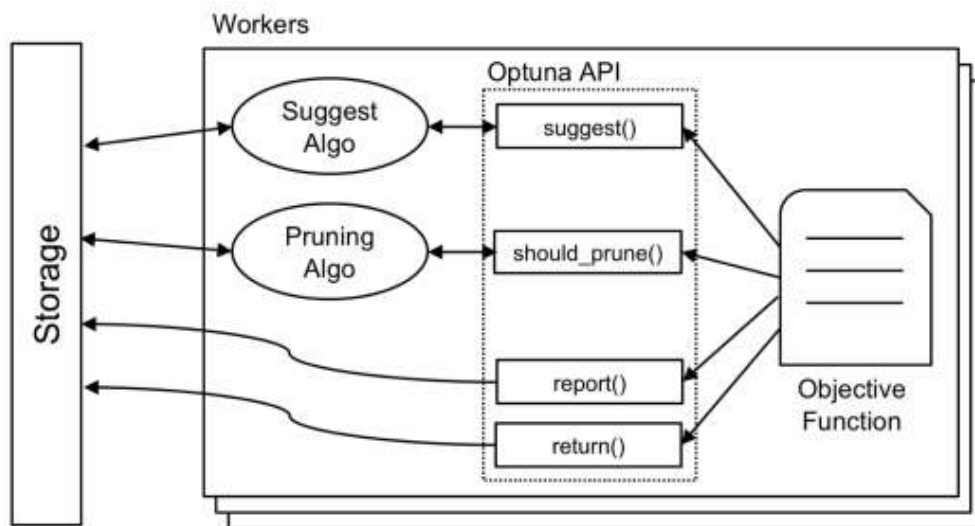 Workers
Optuna API
Suggest
Algo
suggest()
Pruning
Algo
should_prune()
Storage
report()
return()
Objective
Function